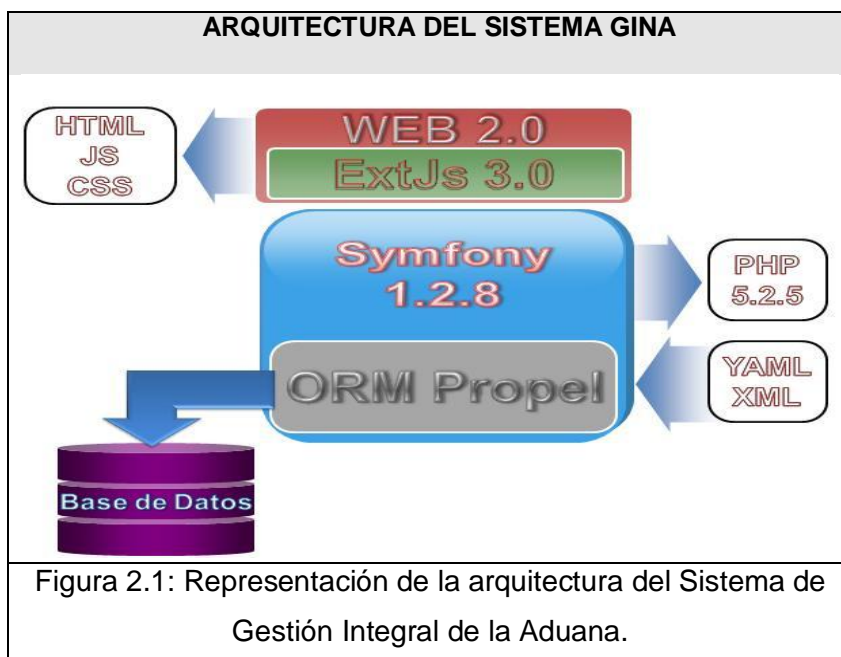 ARQUITECTURA DEL SISTEMA GINA
HTML
JS
CSS
WEB 2.0
ExtJs 3.0
Symfony
1.2.8
PHP
5.2.5
ORM Propel
YAML
XML
Base de Datos
Figura 2.1: Representación de la arquitectura del Sistema de
Gestión Integral de la Aduana.